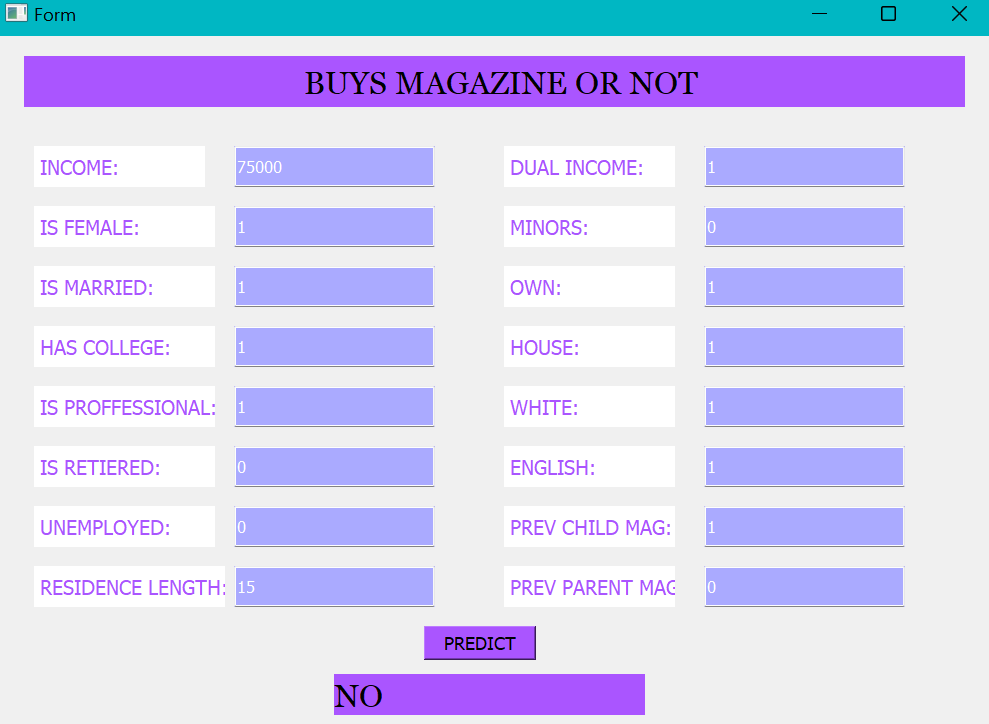 Form
BUYS MAGAZINE OR NOT
INCOME: 75000 DUAL INCOME: 1
IS FEMALE: 1 MINORS: 0
IS MARRIED: 1 OWN: 1
HAS COLLEGE: 1 HOUSE: 1
IS PROFFESSIONAL: 1 WHITE: 1
IS RETIERED: 0 ENGLISH: 1
UNEMPLOYED: 0 PREV CHILD MAG: 1
RESIDENCE LENGTH: 15 PREV PARENT MAG 0
PREDICT
NO